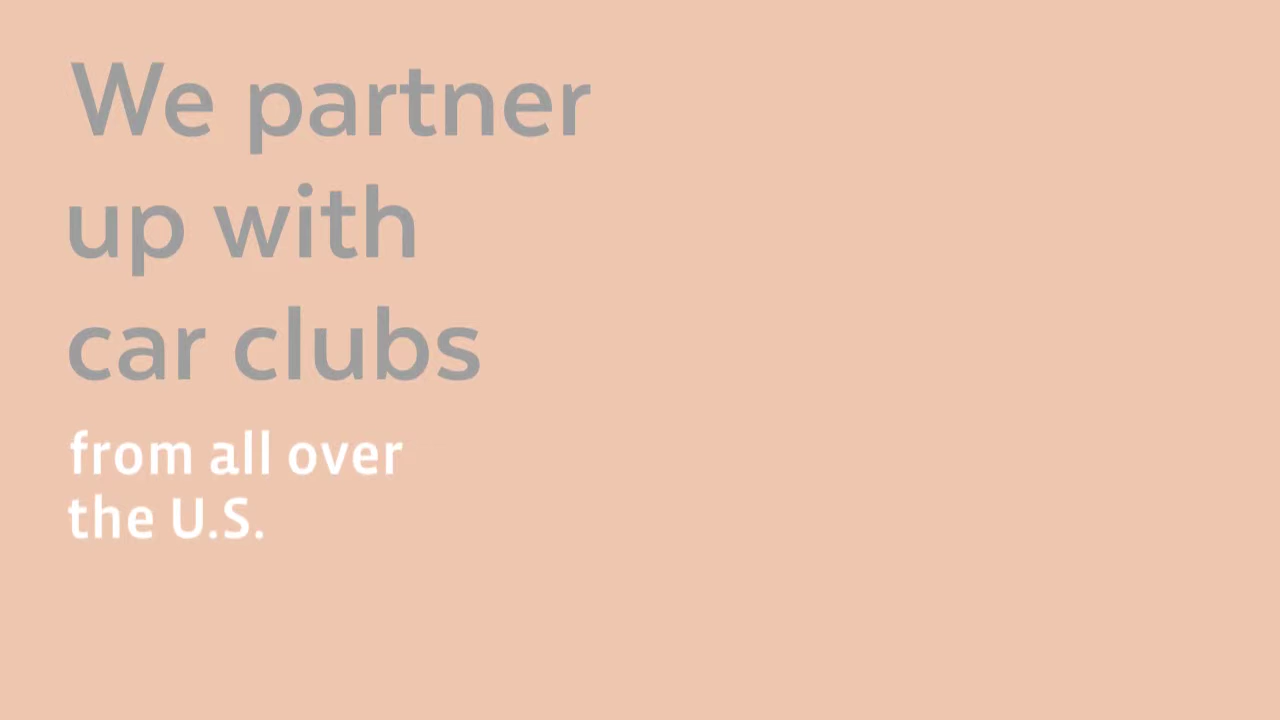 We partner
up with
car clubs
from all over
the U.S.